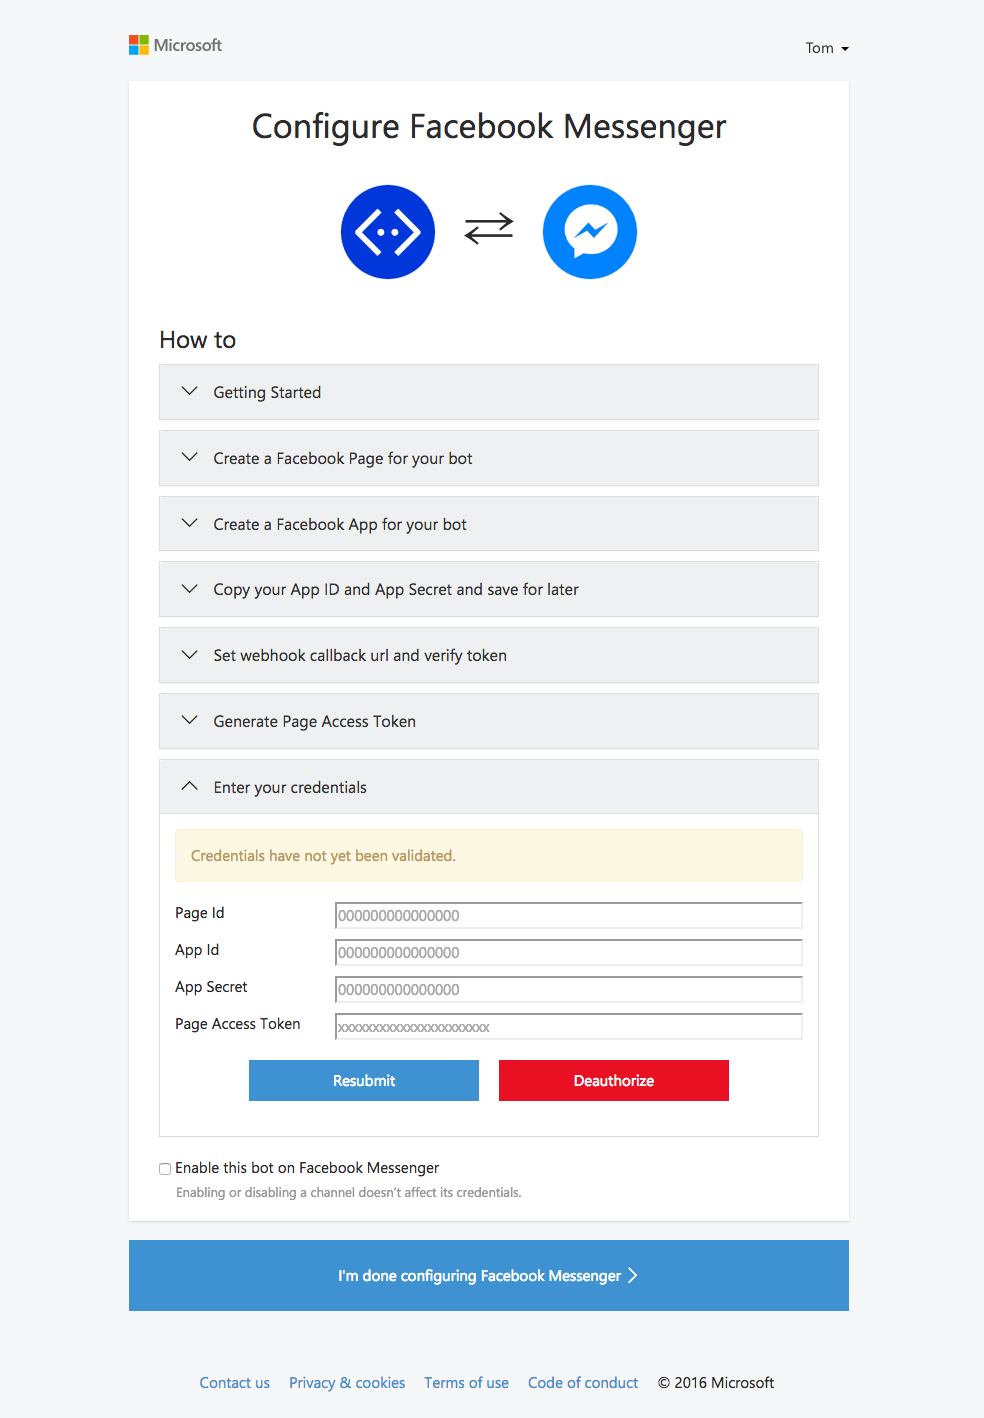 Microsoft
Tom
Configure Facebook Messenger
How to
Getting Started
Create a Facebook Page for your bot
Create a Facebook App for your bot
Copy your App ID and App Secret and save for later
Set webhook callback url and verify token
Generate Page Access Token
Enter your credentials
Credentials have not yet been validated.
Page Id 000000000000000
App Id 000000000000000
App Secret 000000000000000
Page Access Token xxxxxxxxxxxxxxxxxxxxxx
Resubmit Deauthorize
Enable this bot on Facebook Messenger
Enabling or disabling a channel doesn't affect its credentials.
I'm done configuring Facebook Messenger
Contact us Privacy & cookies Terms of use Code of conduct © 2016 Microsoft